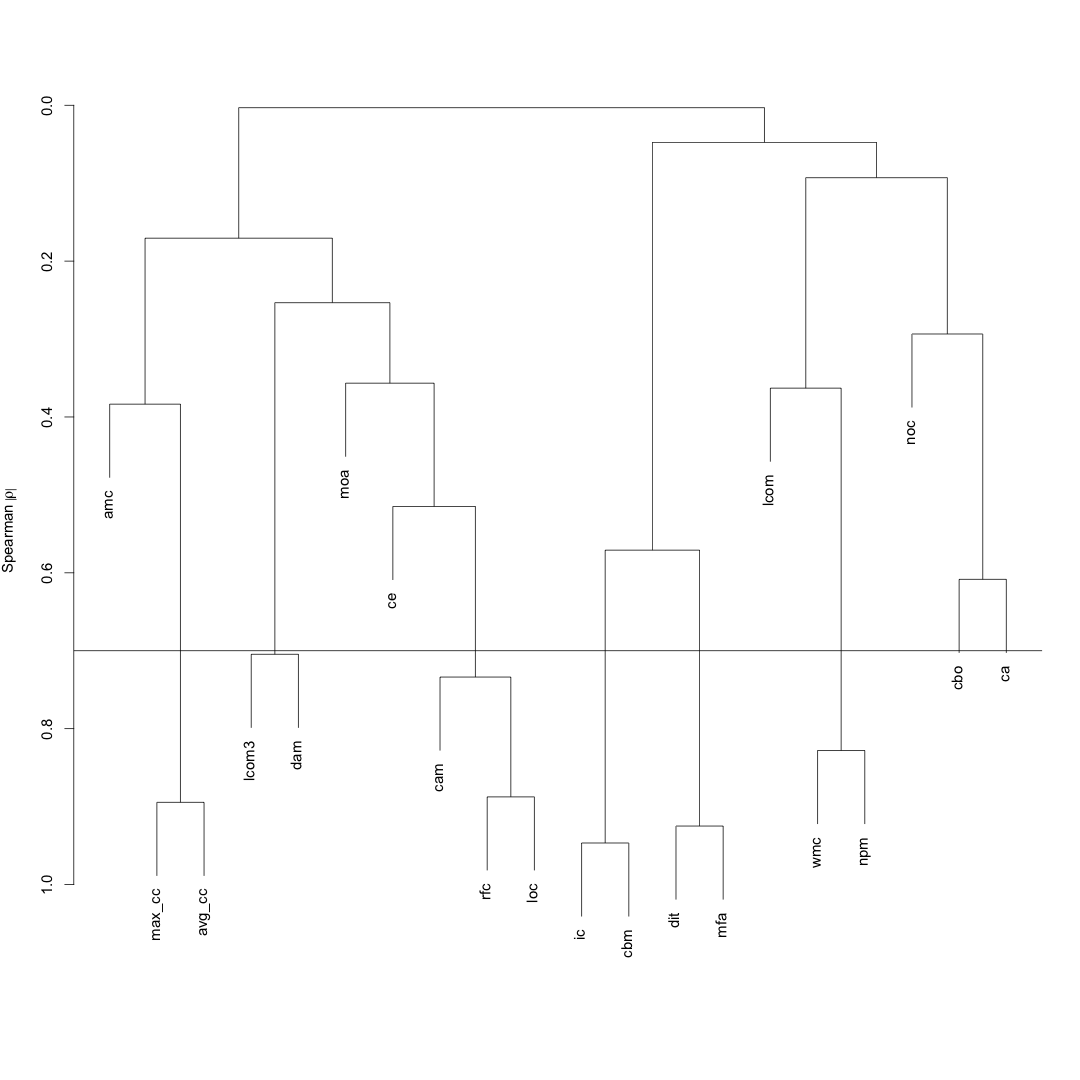 0.0
0.2
0.4
0.6
0.8
1.0
Spearman |ρ|
amc
max_cc
avg_cc
lcom3
dam
moa
ce
cam
rfc
loc
ic
cbm
dit
mfa
lcom
wmc
npm
noc
cbo
ca